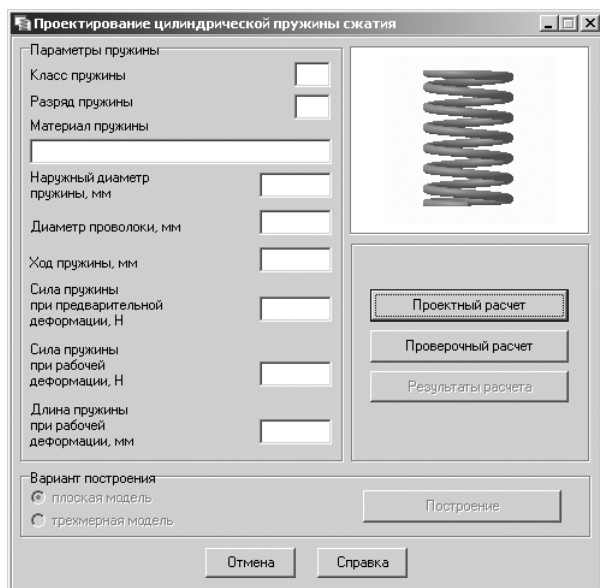 Проектирование цилиндрической пружины сжатия
Параметры пружины
Класс пружины
Разряд пружины
Материал пружины
Наружный диаметр
пружины, мм
Диаметр проволоки, мм
Ход пружины, мм
Сила пружины
при предварительной
деформации, Н
Сила пружины
при рабочей
деформации, Н
Длина пружины
при рабочей
деформации, мм
Проектный расчет
Проверочный расчет
Результаты расчета
Вариант построения
плоская модель
трехмерная модель
Построение
Отмена
Справка